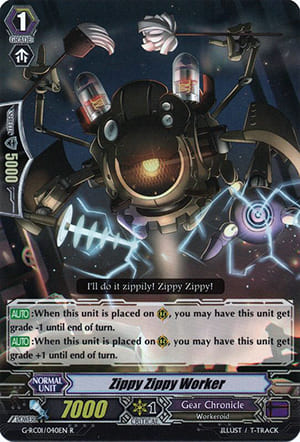 1
GRADE
SHIELD
5000
I'll do it zippily! Zippy Zippy!
AUTO :When this unit is placed on R, you may have this unit get
grade -1 until end of turn.
AUTO :When this unit is placed on R, you may have this unit get
grade +1 until end of turn.
NORMAL
UNIT
Zippy Zippy Worker
POWER
7000
1
CRITICAL
Gear Chronicle
Workeroid
G-RC01/040EN R
ILLUST / T-TRACK